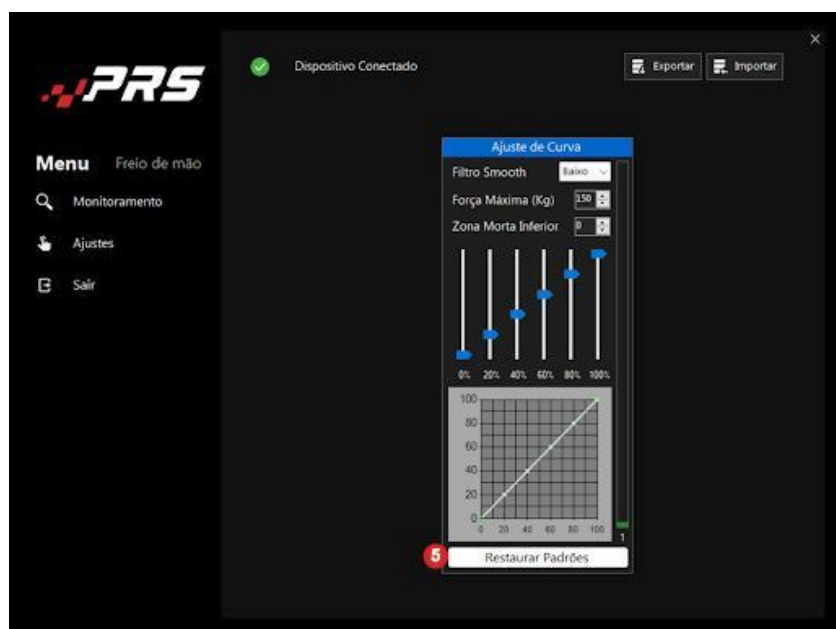 PRS
Dispositivo Conectado
Exportar
Importar
Menu Freio de mão
Monitoramento
Ajustes
Sair
Ajuste de Curva
Filtro Smooth Baixo
Força Máxima (Kg) 150
Zona Morta Inferior 0
0% 20% 40% 60% 80% 100%
100
80
60
40
20
0
0 20 40 60 80 100
1
5 Restaurar Padrões